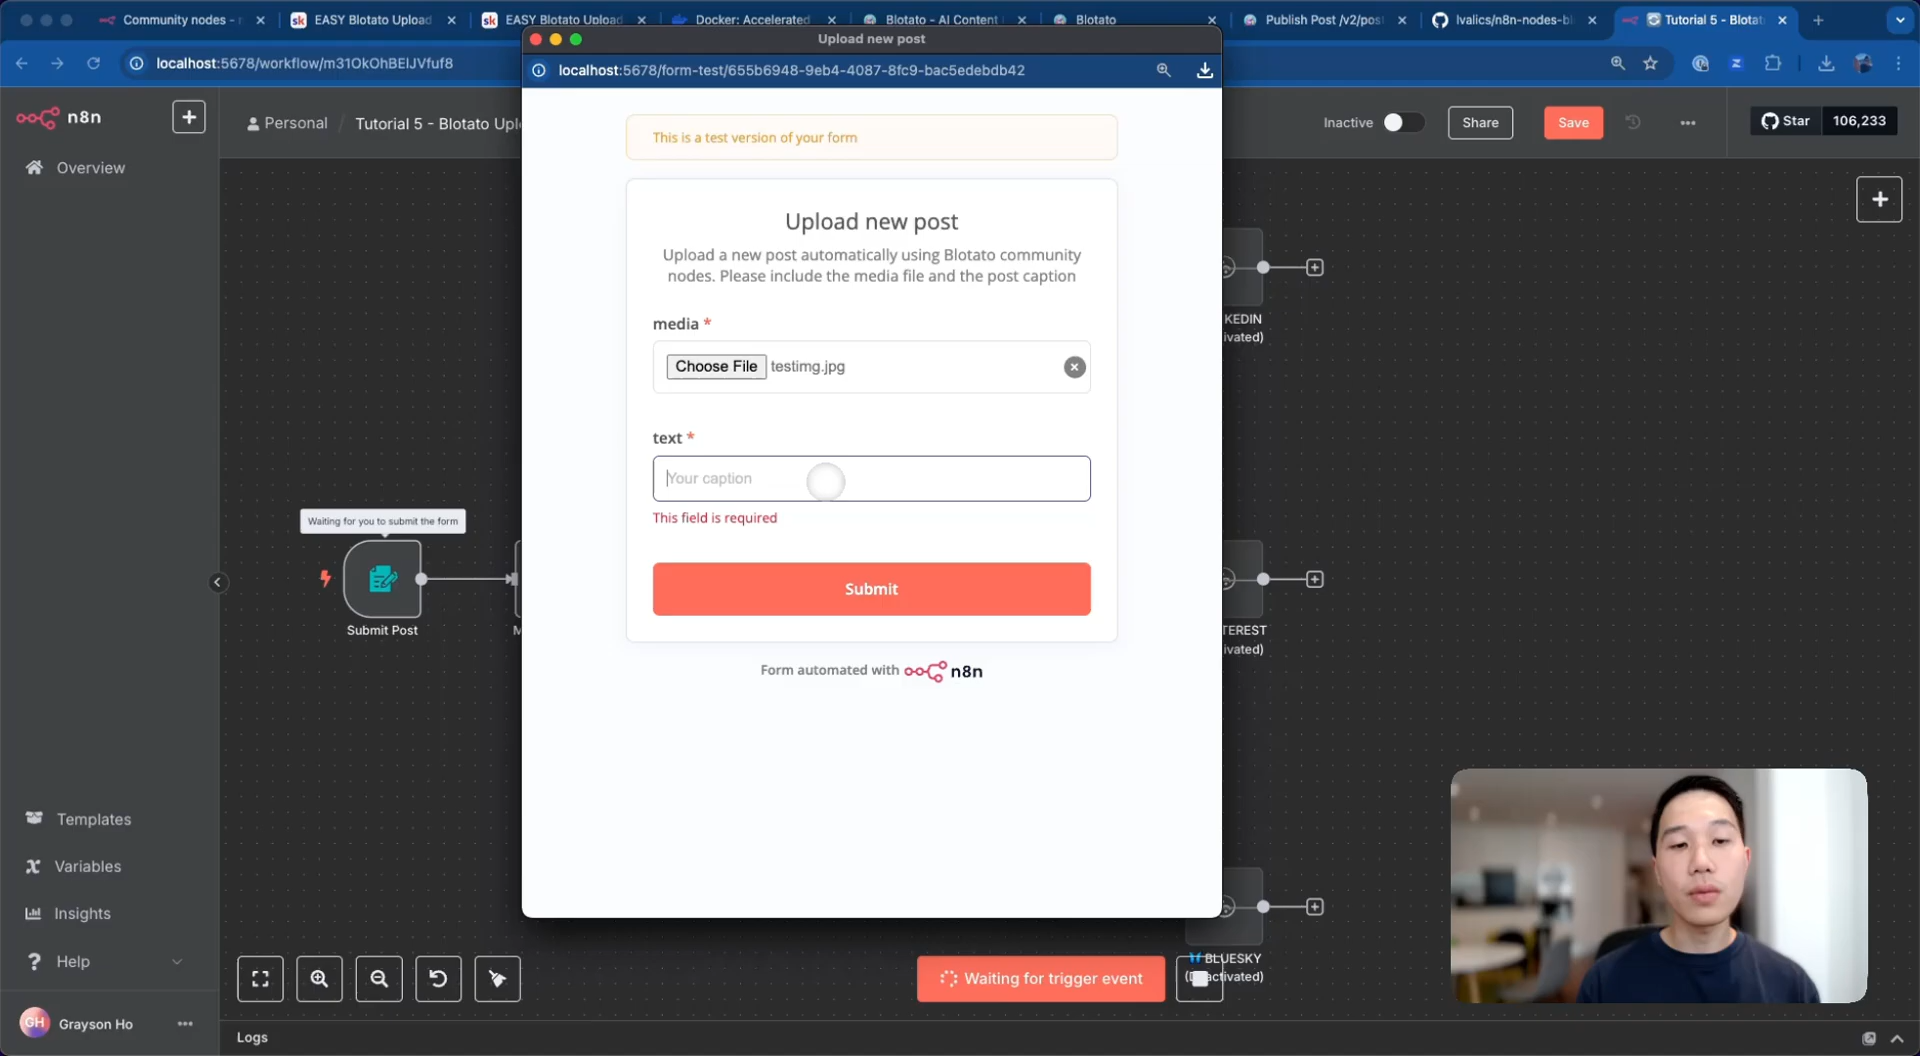 Community nodes -
EASY Blotato Upload
EASY Blotato Upload
Docker: Accelerated
Blotato - AI Content
Blotato
Publish Post /v2/pos
lvalics/n8n-nodes-bl
Tutorial 5 - Blotat
Upload new post
localhost:5678/workflow/m31OkOhBEIJVfuf8
localhost:5678/form-test/655b6948-9eb4-4087-8fc9-bac5edebdb42
n8n
Personal / Tutorial 5 - Blotato Uplo
Inactive
Share
Save
Star 106,233
Overview
This is a test version of your form
Upload new post
Upload a new post automatically using Blotato community
nodes. Please include the media file and the post caption
media *
Choose File testimg.jpg
text *
Your caption
This field is required
Submit
Form automated with n8n
Waiting for you to submit the form
Submit Post
M
KEDIN
ivated)
TEREST
ivated)
BLUESKY
activated)
Templates
Variables
Insights
Help
Waiting for trigger event
GH Grayson Ho
Logs